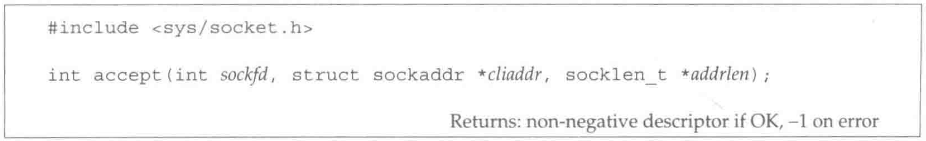 #include <sys/socket.h>
int accept(int sockfd, struct sockaddr *cliaddr, socklen_t *addrlen);
Returns: non-negative descriptor if OK, –1 on error